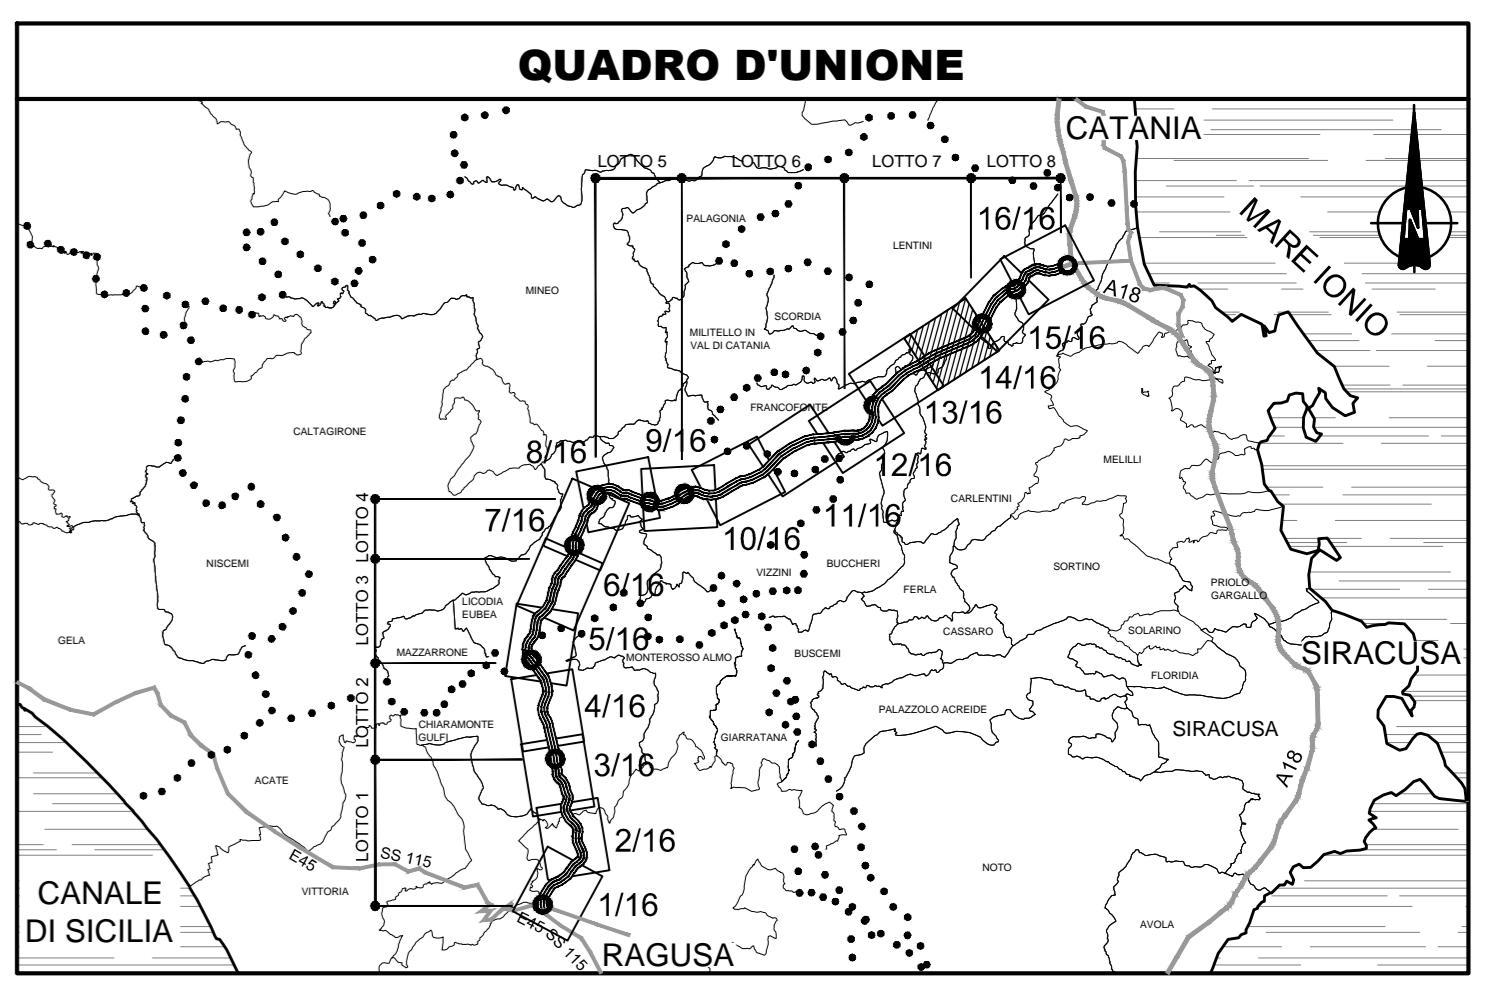 QUADRO D'UNIONE
CATANIA
LOTTO 5
LOTTO 6
LOTTO 7
LOTTO 8
N
MARE IONIO
PALAGONIA
16/16
LENTINI
MINEO
A18
SCORDIA
MILITELLO IN
VAL DI CATANIA
15/16
14/16
FRANCOFONTE
13/16
CALTAGIRONE
8/16
9/16
12/16
MELILLI
CARLENTINI
LOTTO 4
7/16
11/16
10/16
NISCEMI
VIZZINI
BUCCHERI
SORTINO
FERLA
PRIOLO
GARGALLO
6/16
LOTTO 3
LICODIA
EUBEA
GELA
5/16
CASSARO
SOLARINO
MAZZARRONE
MONTEROSSO ALMO
BUSCEMI
SIRACUSA
FLORIDIA
LOTTO 2
4/16
PALAZZOLO ACREIDE
CHIARAMONTE
GULFI
GIARRATANA
SIRACUSA
3/16
A18
ACATE
LOTTO 1
2/16
E45
SS 115
NOTO
VITTORIA
CANALE
DI SICILIA
1/16
E45 SS 115
AVOLA
RAGUSA